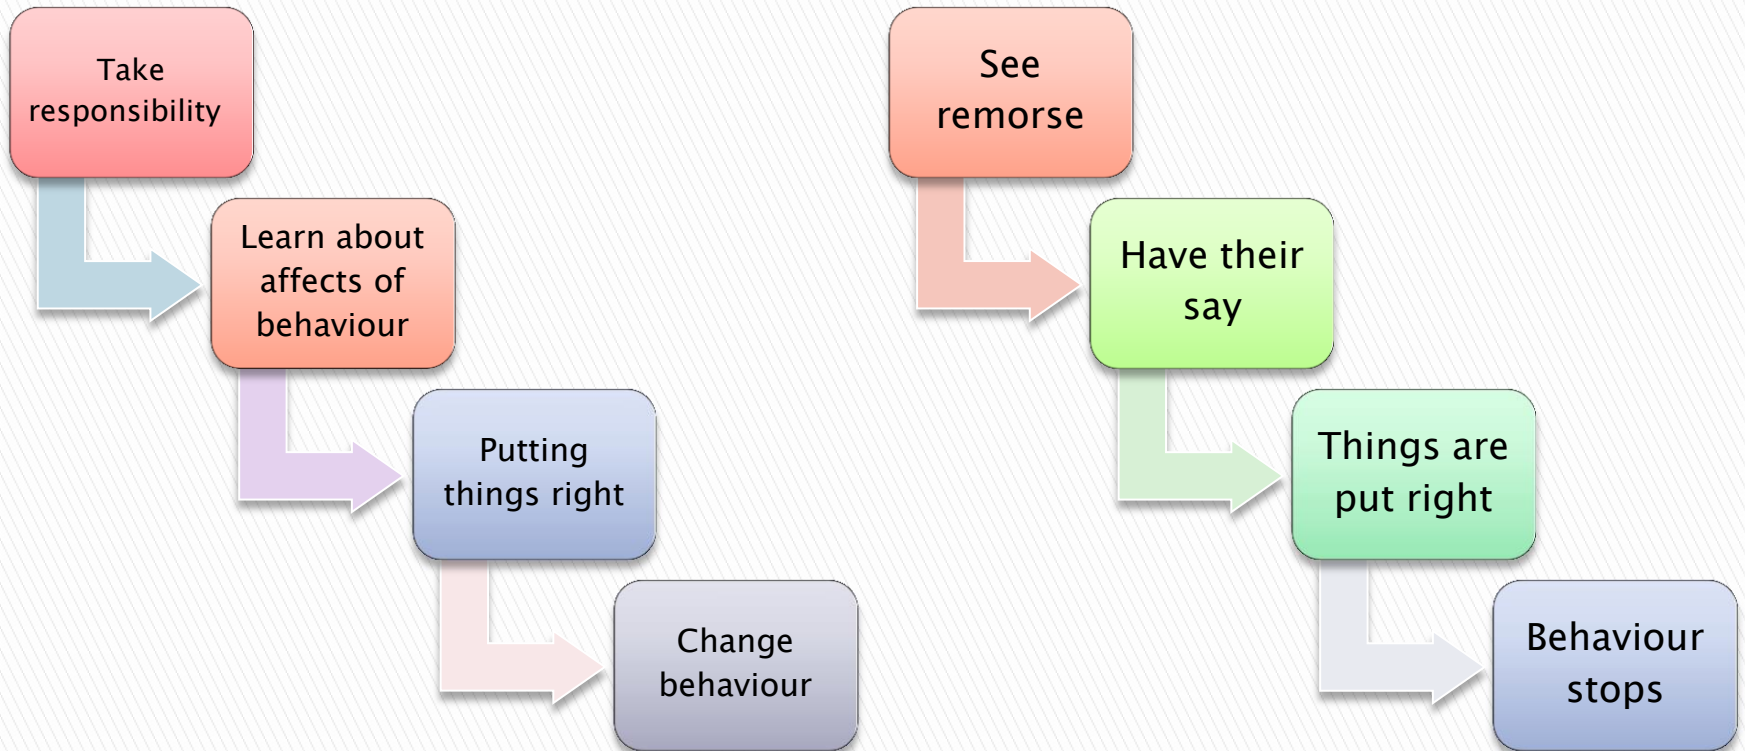 Take
responsibility
Learn about
affects of
behaviour
Putting
things right
Change
behaviour
See
remorse
Have their
say
Things are
put right
Behaviour
stops